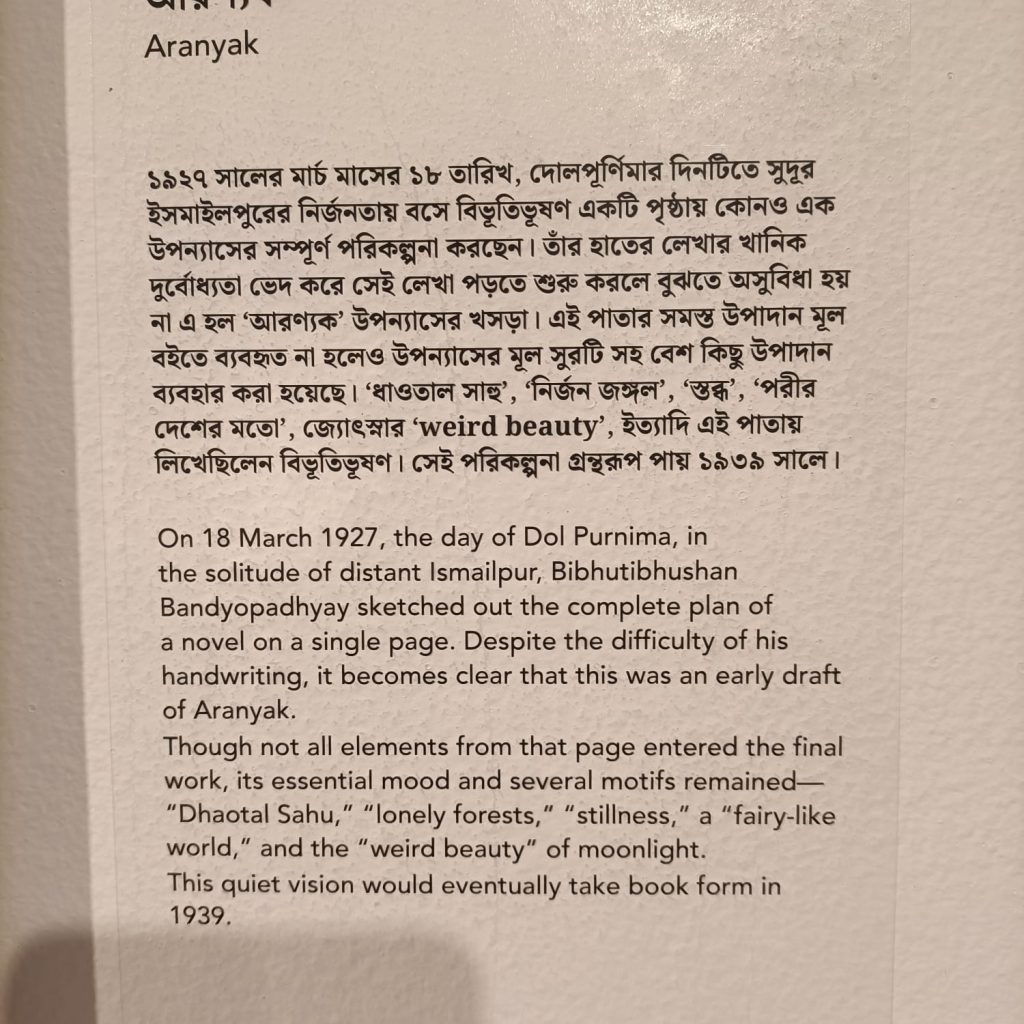 আরণ্যক
Aranyak
১৯২৭ সালের মার্চ মাসের ১৮ তারিখ, দোলপূর্ণিমার দিনটিতে সুদূর
ইসমাইলপুরের নির্জনতায় বসে বিভূতিভূষণ একটি পৃষ্ঠায় কোনও এক
উপন্যাসের সম্পূর্ণ পরিকল্পনা করছেন। তাঁর হাতের লেখার খানিক
দুর্বোধ্যতা ভেদ করে সেই লেখা পড়তে শুরু করলে বুঝতে অসুবিধা হয়
না এ হল ‘আরণ্যক’ উপন্যাসের খসড়া। এই পাতার সমস্ত উপাদান মূল
বইতে ব্যবহৃত না হলেও উপন্যাসের মূল সুরটি সহ বেশ কিছু উপাদান
ব্যবহার করা হয়েছে। ‘ধাওতাল সাহু’, ‘নির্জন জঙ্গল’, ‘স্তব্ধ’, ‘পরীর
দেশের মতো’, জ্যোৎস্নার ‘weird beauty’, ইত্যাদি এই পাতায়
লিখেছিলেন বিভূতিভূষণ। সেই পরিকল্পনা গ্রন্থরূপ পায় ১৯৩৯ সালে।
On 18 March 1927, the day of Dol Purnima, in
the solitude of distant Ismailpur, Bibhutibhushan
Bandyopadhyay sketched out the complete plan of
a novel on a single page. Despite the difficulty of his
handwriting, it becomes clear that this was an early draft
of Aranyak.
Though not all elements from that page entered the final
work, its essential mood and several motifs remained—
“Dhaotal Sahu,” “lonely forests,” “stillness,” a “fairy-like
world,” and the “weird beauty” of moonlight.
This quiet vision would eventually take book form in
1939.